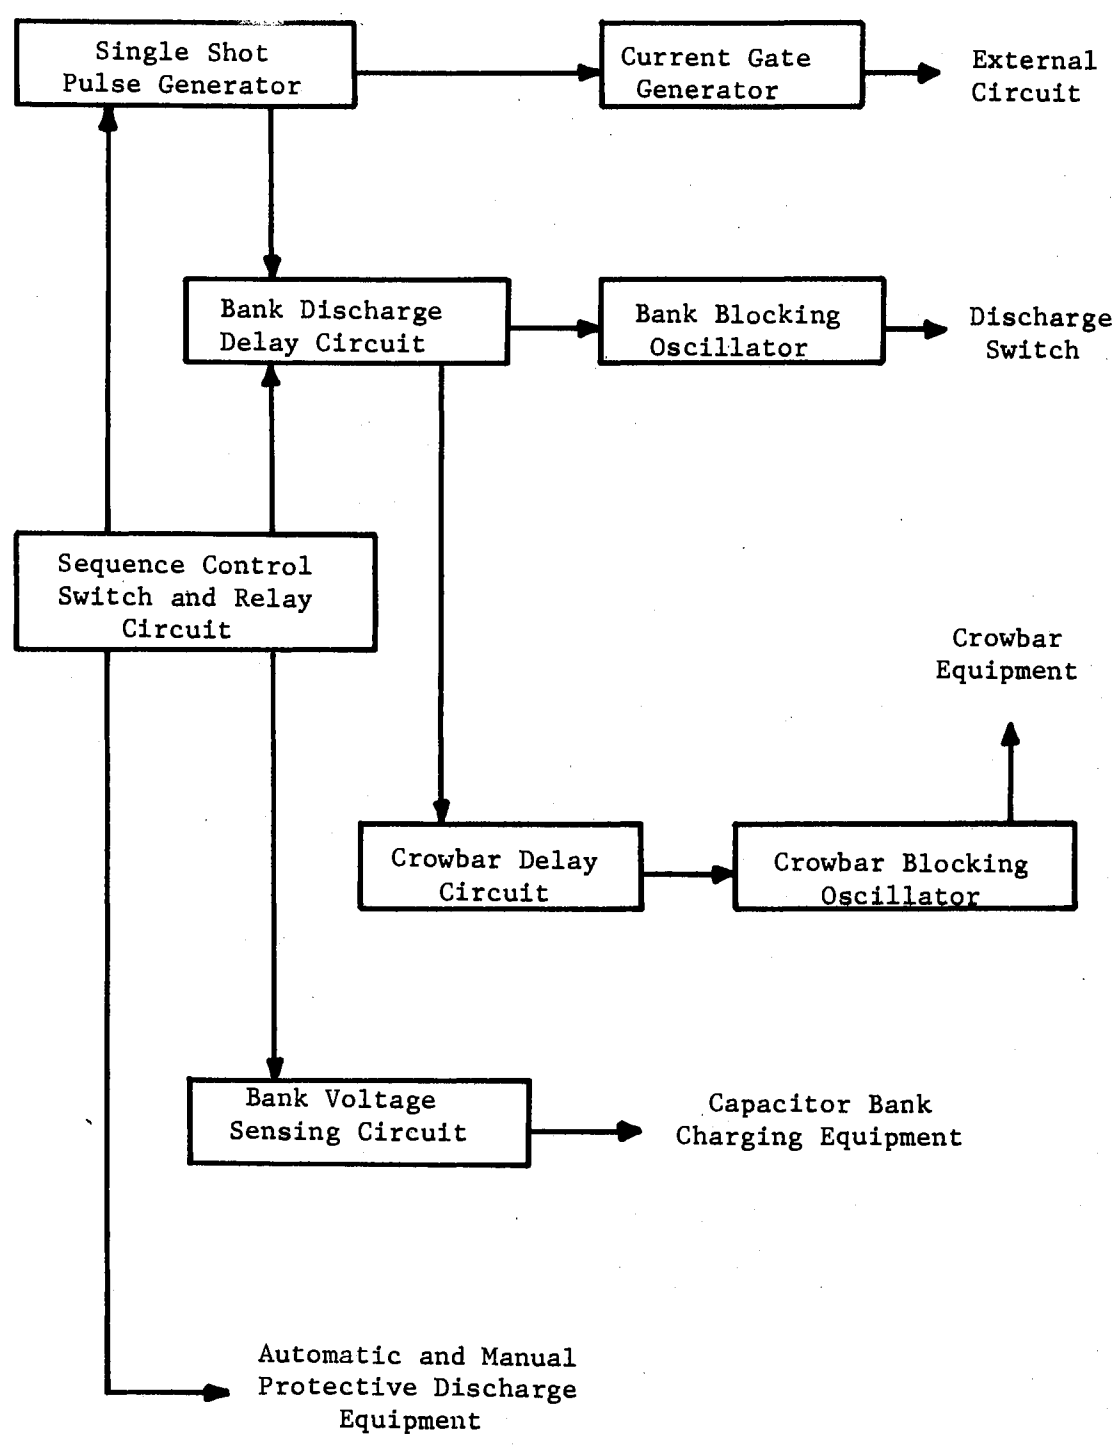 Single Shot
Pulse Generator
Current Gate
Generator
External
Circuit
Bank Discharge
Delay Circuit
Bank Blocking
Oscillator
Discharge
Switch
Sequence Control
Switch and Relay
Circuit
Crowbar
Equipment
Crowbar Delay
Circuit
Crowbar Blocking
Oscillator
Bank Voltage
Sensing Circuit
Capacitor Bank
Charging Equipment
Automatic and Manual
Protective Discharge
Equipment